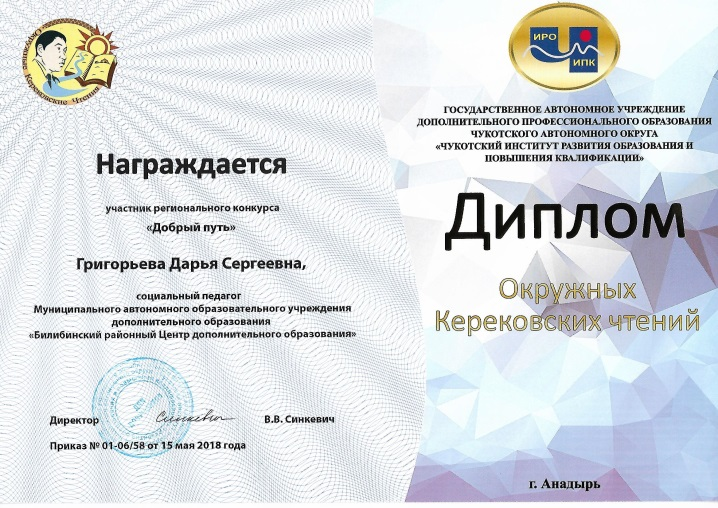 Окружные Керековские Чтения
Награждается
участник регионального конкурса
«Добрый путь»
Григорьева Дарья Сергеевна,
социальный педагог
Муниципального автономного образовательного учреждения
дополнительного образования
«Билибинский районный Центр дополнительного образования»
Директор
В.В. Синкевич
Приказ № 01-06/58 от 15 мая 2018 года
ИРО
ИПК
ГОСУДАРСТВЕННОЕ АВТОНОМНОЕ УЧРЕЖДЕНИЕ
ДОПОЛНИТЕЛЬНОГО ПРОФЕССИОНАЛЬНОГО ОБРАЗОВАНИЯ
ЧУКОТСКОГО АВТОНОМНОГО ОКРУГА
«ЧУКОТСКИЙ ИНСТИТУТ РАЗВИТИЯ ОБРАЗОВАНИЯ И
ПОВЫШЕНИЯ КВАЛИФИКАЦИИ»
Диплом
Окружных
Керековских чтений
г. Анадырь